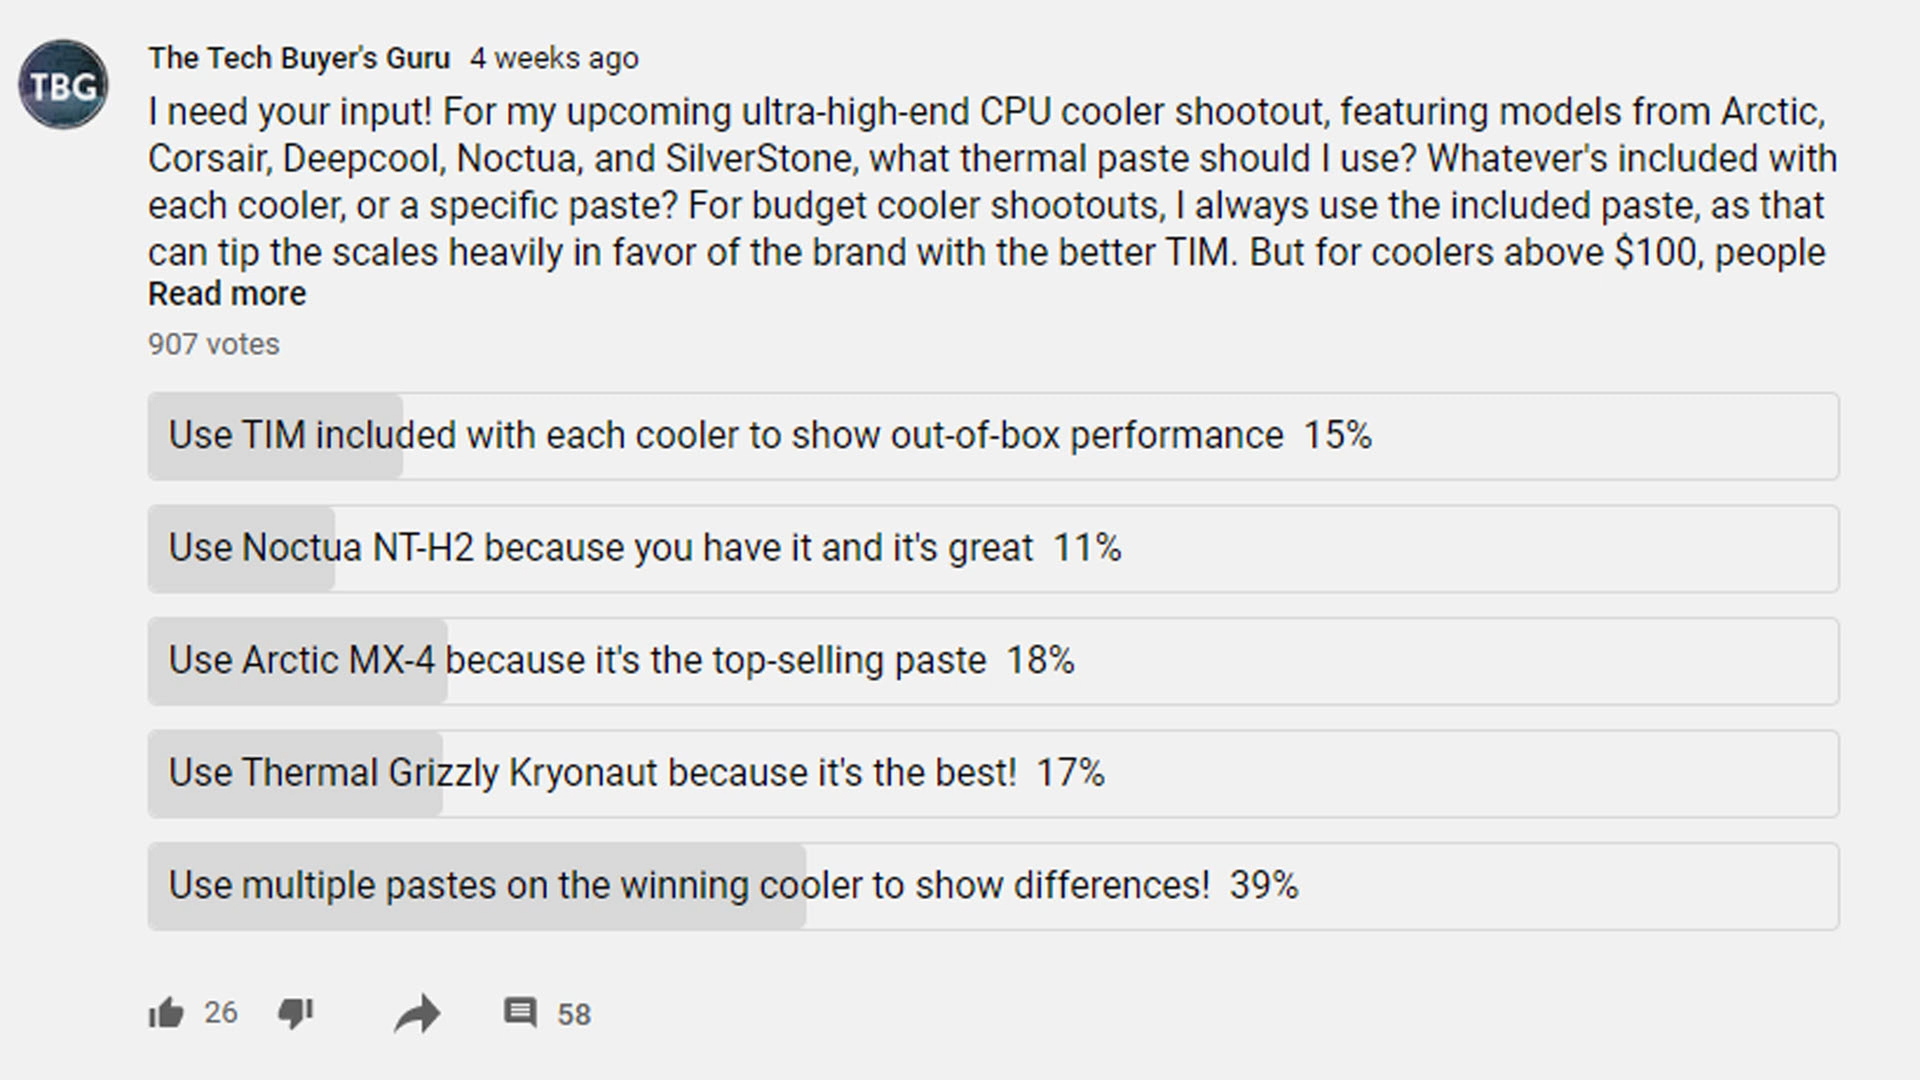 TBG
The Tech Buyer's Guru 4 weeks ago
I need your input! For my upcoming ultra-high-end CPU cooler shootout, featuring models from Arctic,
Corsair, Deepcool, Noctua, and SilverStone, what thermal paste should I use? Whatever's included with
each cooler, or a specific paste? For budget cooler shootouts, I always use the included paste, as that
can tip the scales heavily in favor of the brand with the better TIM. But for coolers above $100, people
Read more
907 votes
Use TIM included with each cooler to show out-of-box performance 15%
Use Noctua NT-H2 because you have it and it's great 11%
Use Arctic MX-4 because it's the top-selling paste 18%
Use Thermal Grizzly Kryonaut because it's the best! 17%
Use multiple pastes on the winning cooler to show differences! 39%
26 58